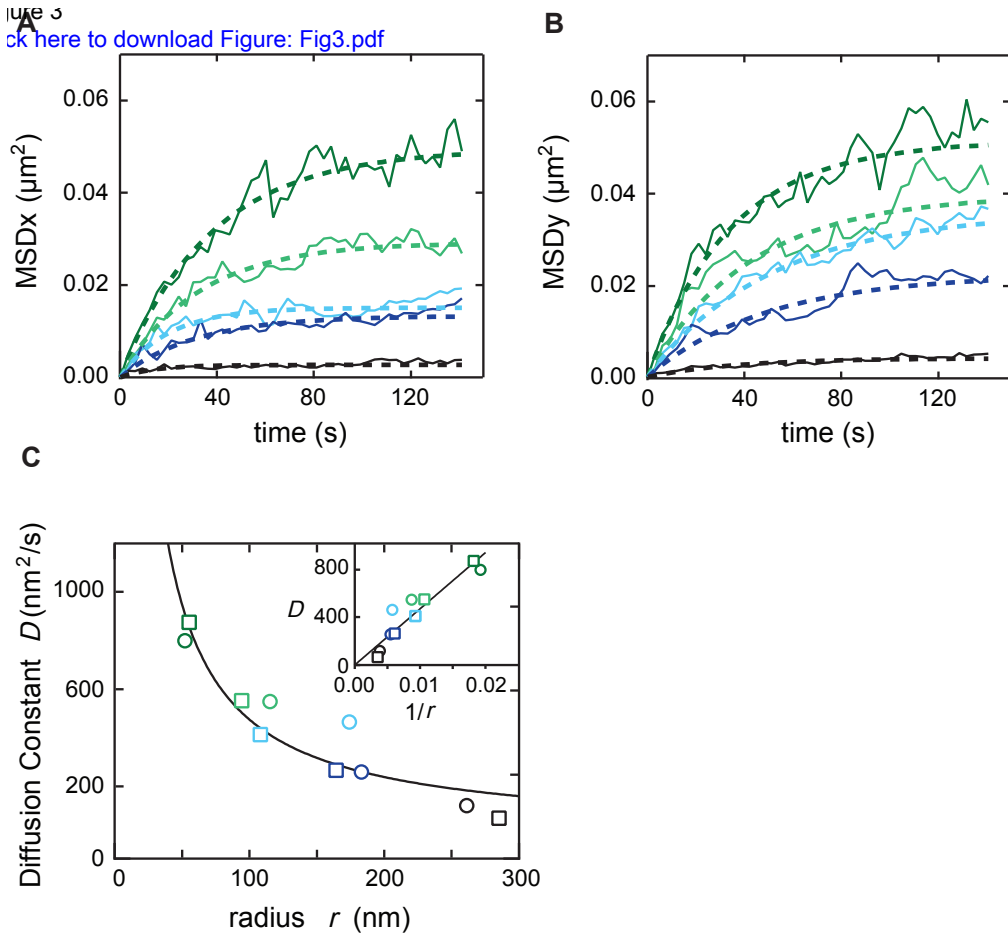 gure 3
ck here to download Figure: Fig3.pdf
A
MSDx (µm²)
0.06
0.04
0.02
0.00
0 40 80 120
time (s)
B
MSDy (µm²)
0.06
0.04
0.02
0.00
0 40 80 120
time (s)
C
Diffusion Constant D (nm²/s)
1000
600
200
0
0 100 200 300
radius r (nm)
D
800
400
0
0.00 0.01 0.02
1/r